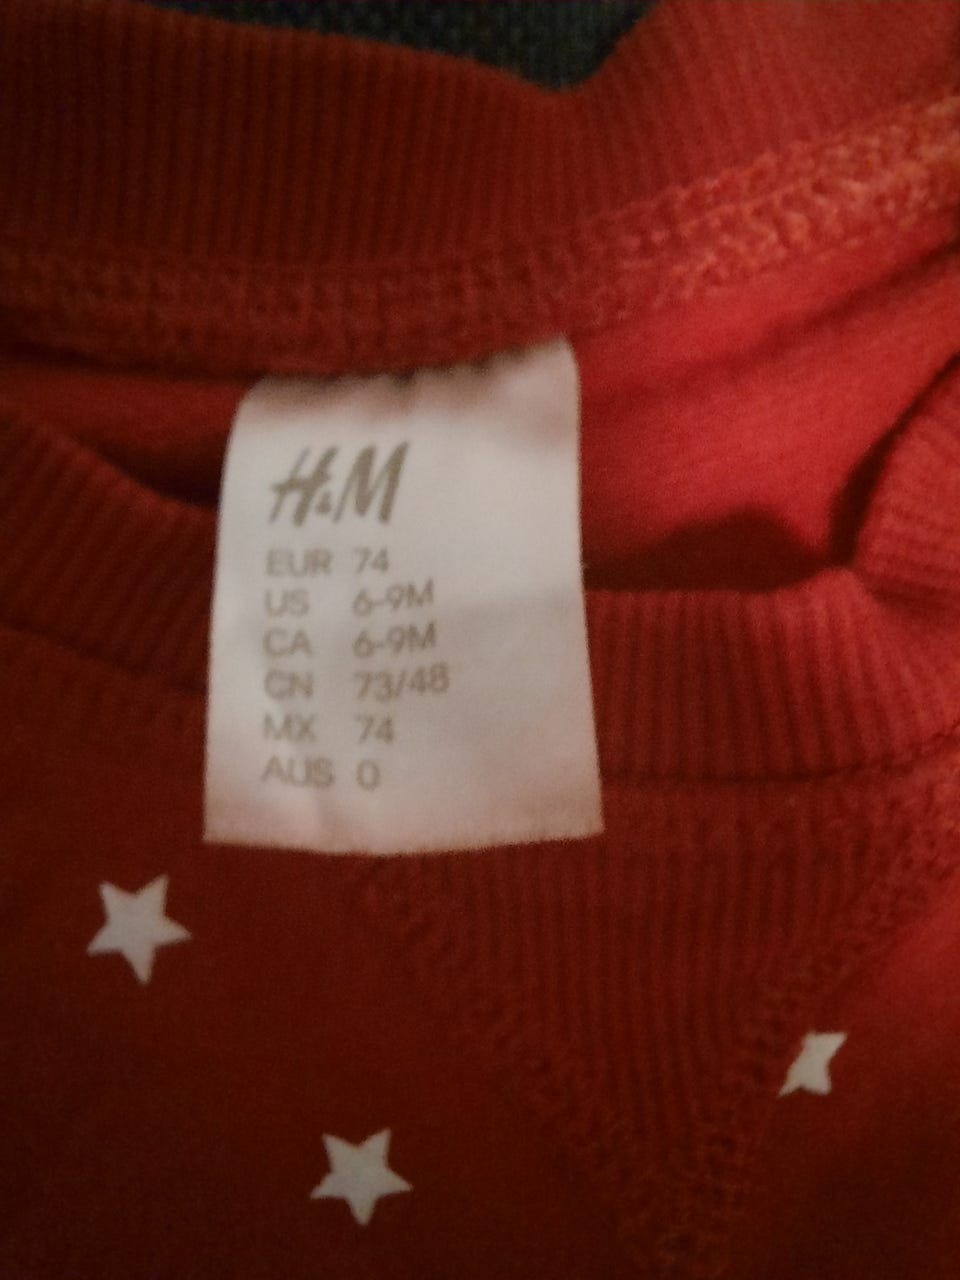 H&M
EUR 74
US 6-9M
CA 6-9M
CN 73/48
MX 74
AUS 0